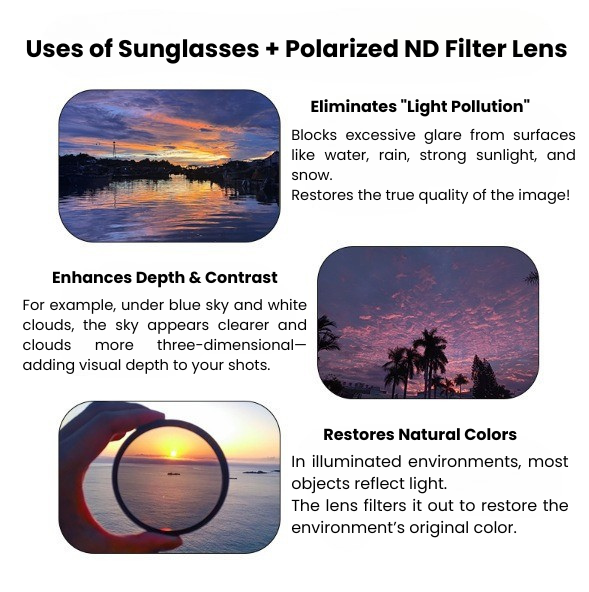 Uses of Sunglasses + Polarized ND Filter Lens
Eliminates "Light Pollution"
Blocks excessive glare from surfaces
like water, rain, strong sunlight, and
snow.
Restores the true quality of the image!
Enhances Depth & Contrast
For example, under blue sky and white
clouds, the sky appears clearer and
clouds more three-dimensional—
adding visual depth to your shots.
Restores Natural Colors
In illuminated environments, most
objects reflect light.
The lens filters it out to restore the
environment’s original color.